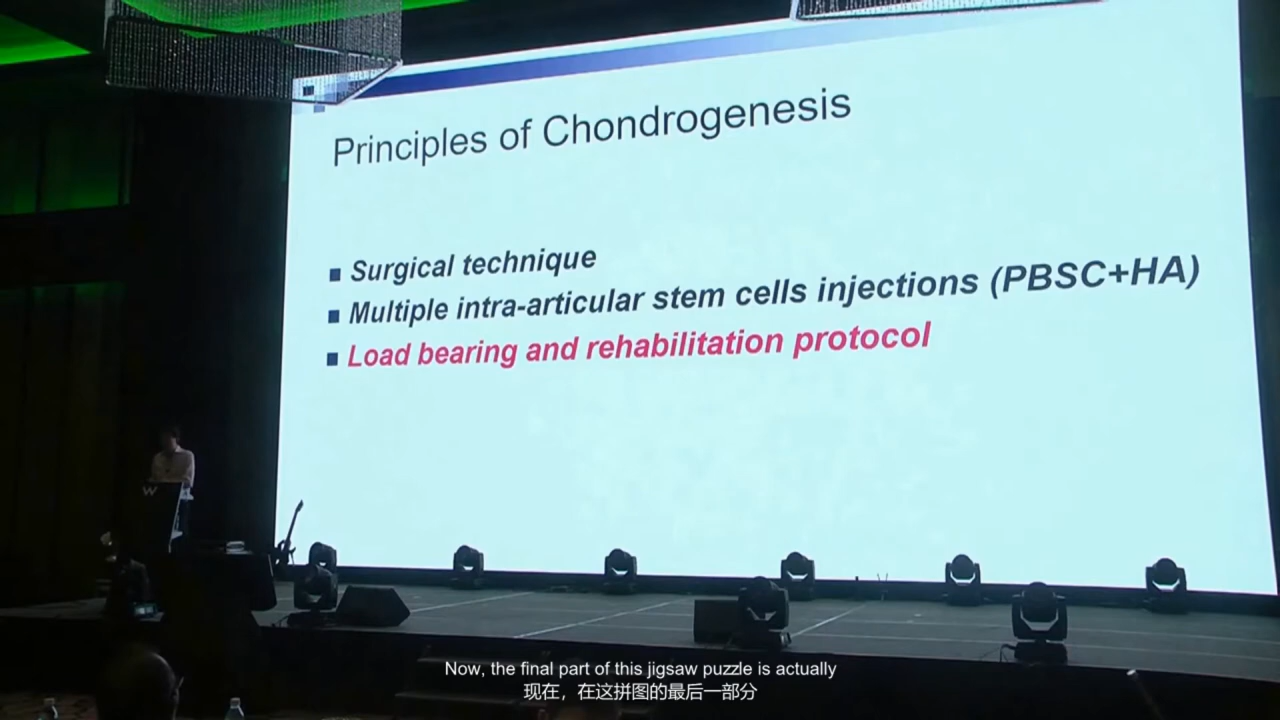 Principles of Chondrogenesis
Surgical technique
Multiple intra-articular stem cells injections (PBSC+HA)
Load bearing and rehabilitation protocol
W
Now, the final part of this jigsaw puzzle is actually
现在，在这拼图的最后一部分